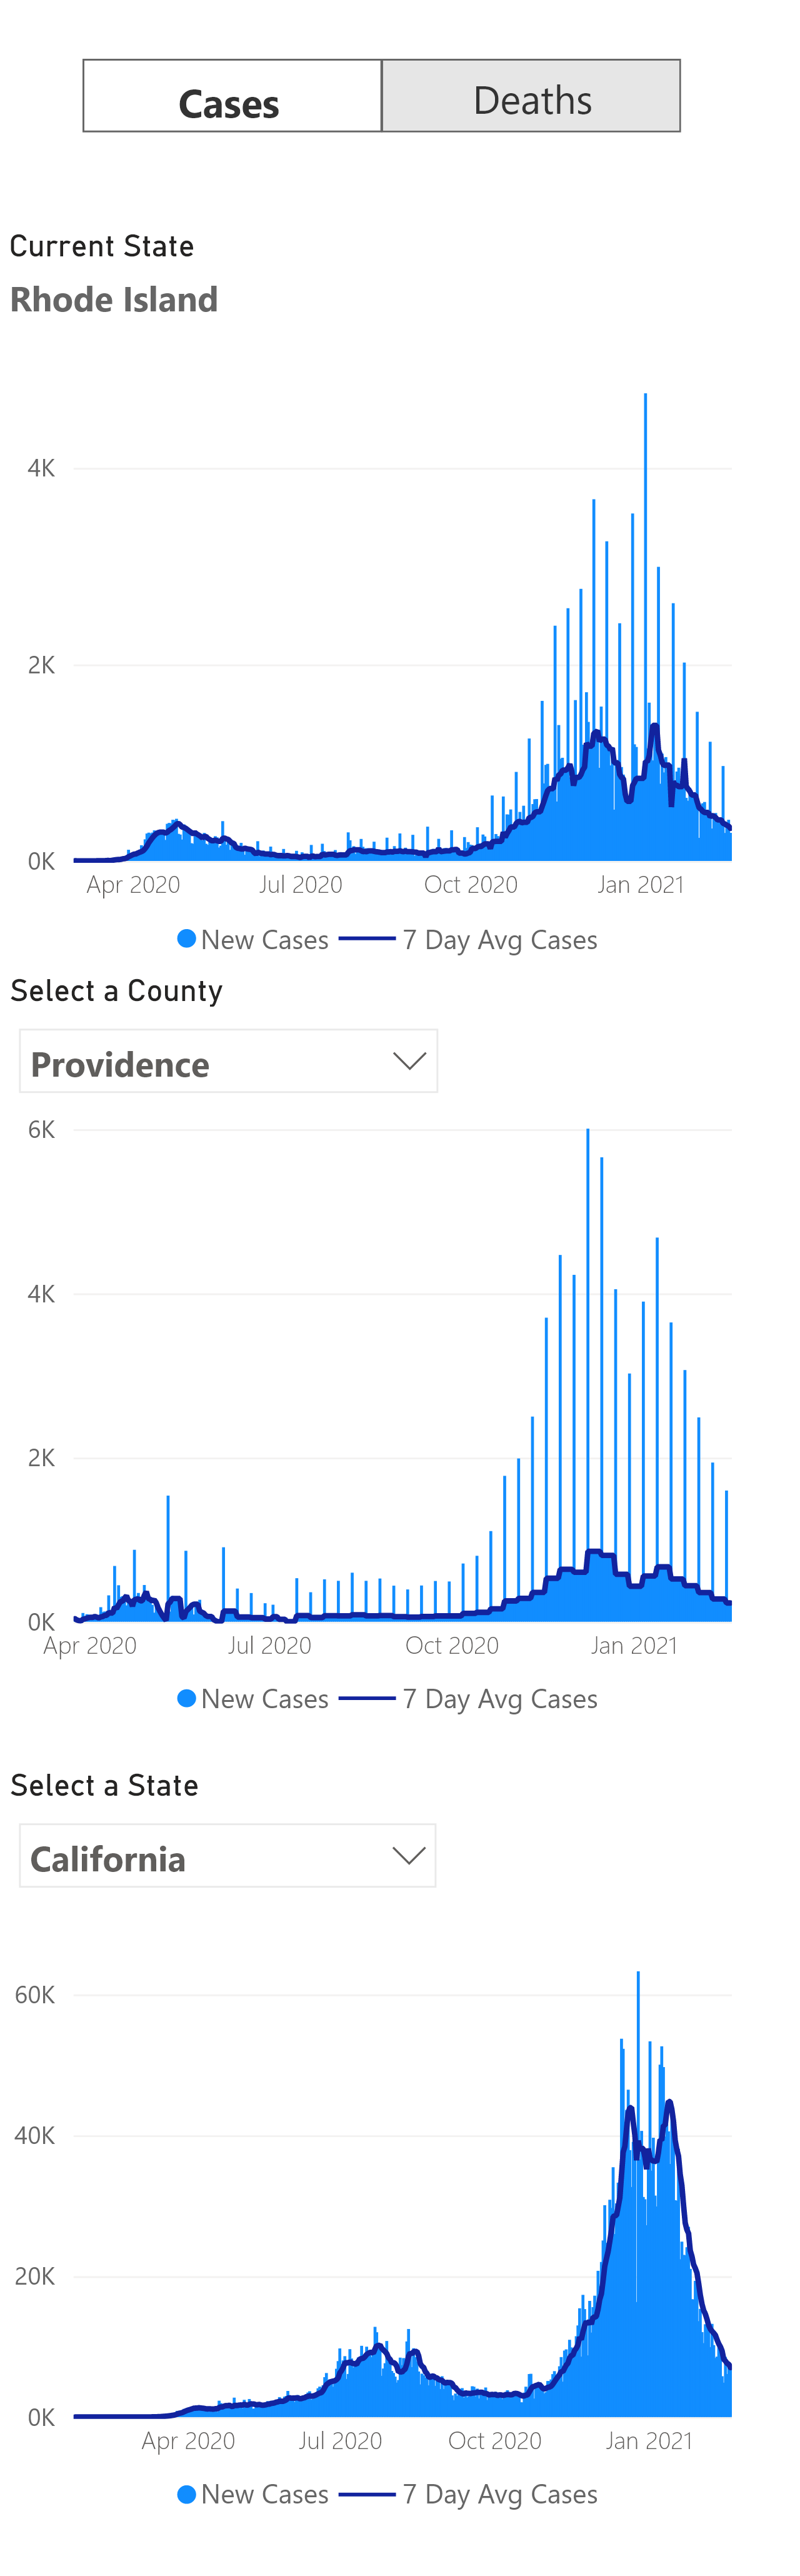 Cases Deaths
Current State
Rhode Island
4K
2K
0K
Apr 2020 Jul 2020 Oct 2020 Jan 2021
New Cases 7 Day Avg Cases
Select a County
Providence
6K
4K
2K
0K
Apr 2020 Jul 2020 Oct 2020 Jan 2021
New Cases 7 Day Avg Cases
Select a State
California
60K
40K
20K
0K
Apr 2020 Jul 2020 Oct 2020 Jan 2021
New Cases 7 Day Avg Cases